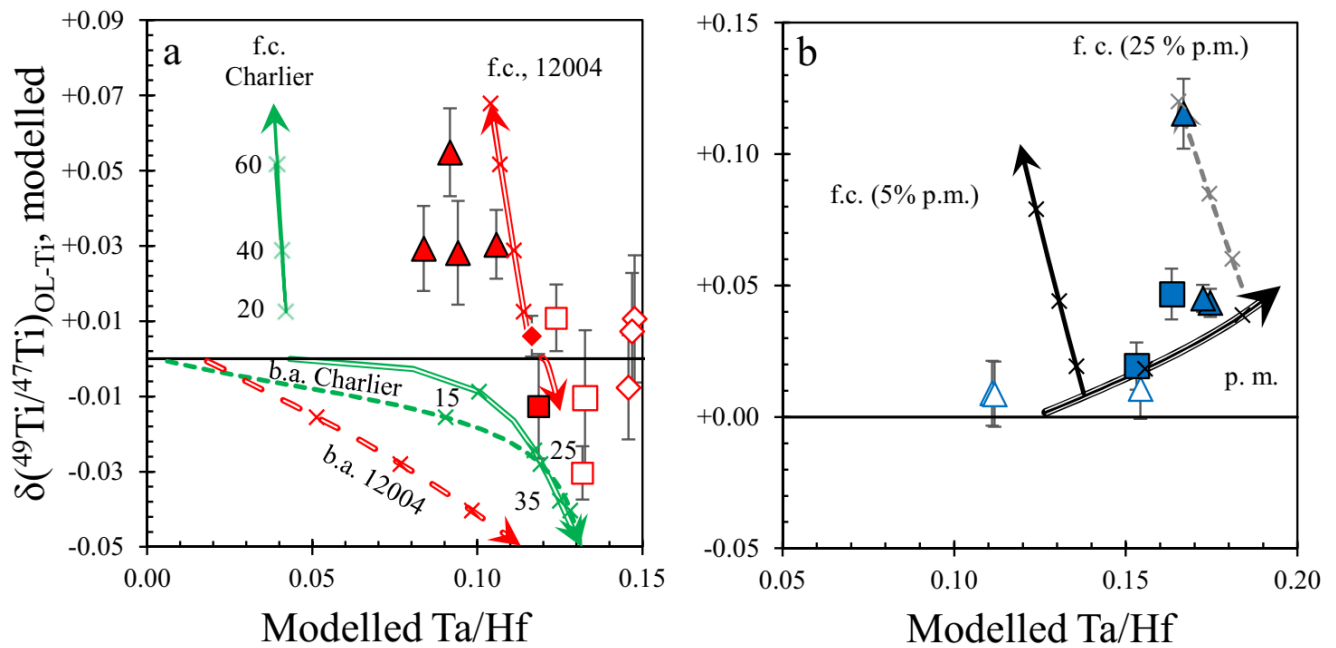 a
b
f.c.
Charlier
f.c., 12004
f. c. (25 % p.m.)
f.c. (5% p.m.)
p. m.
60
40
20
b.a. Charlier
b.a. 12004
15
25
35
+0.09
+0.07
+0.05
+0.03
+0.01
-0.01
-0.03
-0.05
0.00
0.05
0.10
0.15
+0.15
+0.10
+0.05
+0.00
-0.05
0.05
0.10
0.15
0.20
δ(⁴⁹Ti/⁴⁷Ti)OL-Ti, modelled
Modelled Ta/Hf
Modelled Ta/Hf